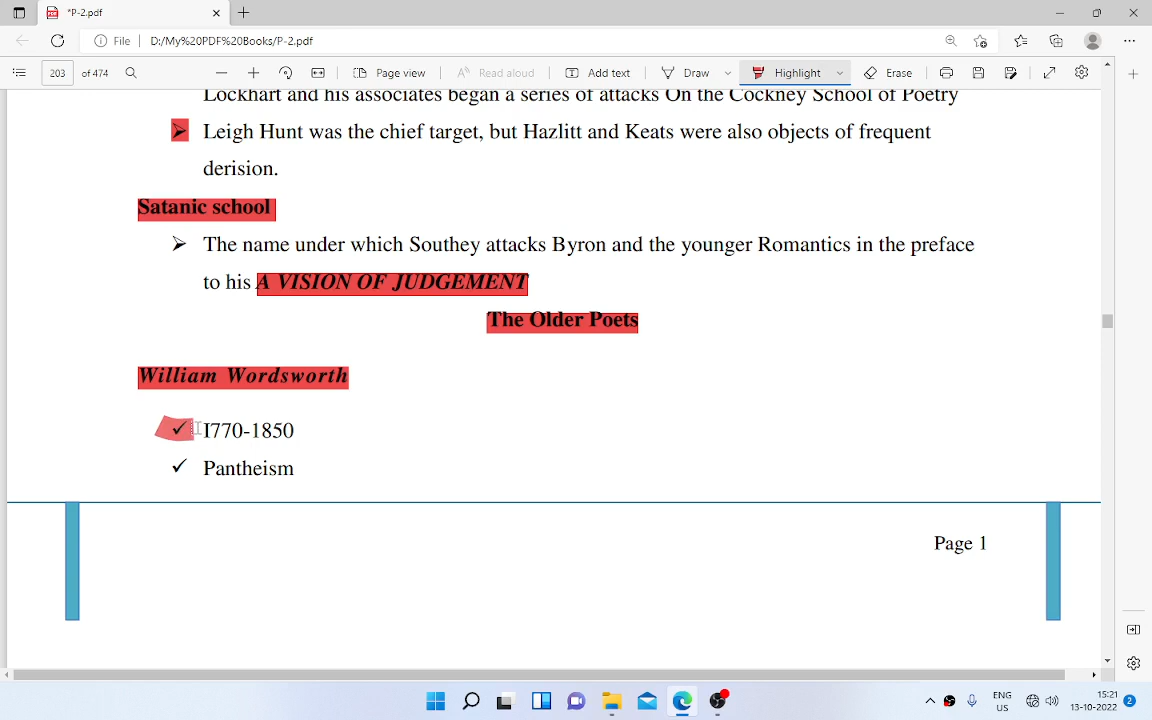 *P-2.pdf
File D:/My%20PDF%20Books/P-2.pdf
203 of 474 Page view Read aloud Add text Draw Highlight Erase
Lockhart and his associates began a series of attacks On the Cockney School of Poetry
➢ Leigh Hunt was the chief target, but Hazlitt and Keats were also objects of frequent
derision.
Satanic school
➢ The name under which Southey attacks Byron and the younger Romantics in the preface
to his A VISION OF JUDGEMENT
The Older Poets
William Wordsworth
✓ I770-1850
✓ Pantheism
Page 1
ENG
US
15:21
13-10-2022
2